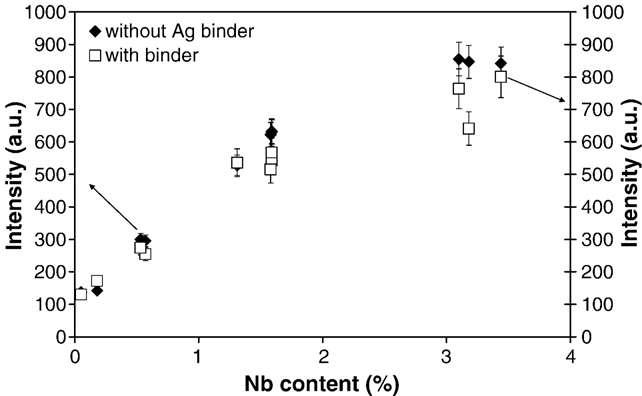 1000 1000
without Ag binder
900 900
with binder
800 800
700 700
600 600
500 500
400 400
300 300
200 200
100 100
0 0
0 1 2 3 4
Nb content (%)
Intensity (a.u.)
Intensity (a.u.)